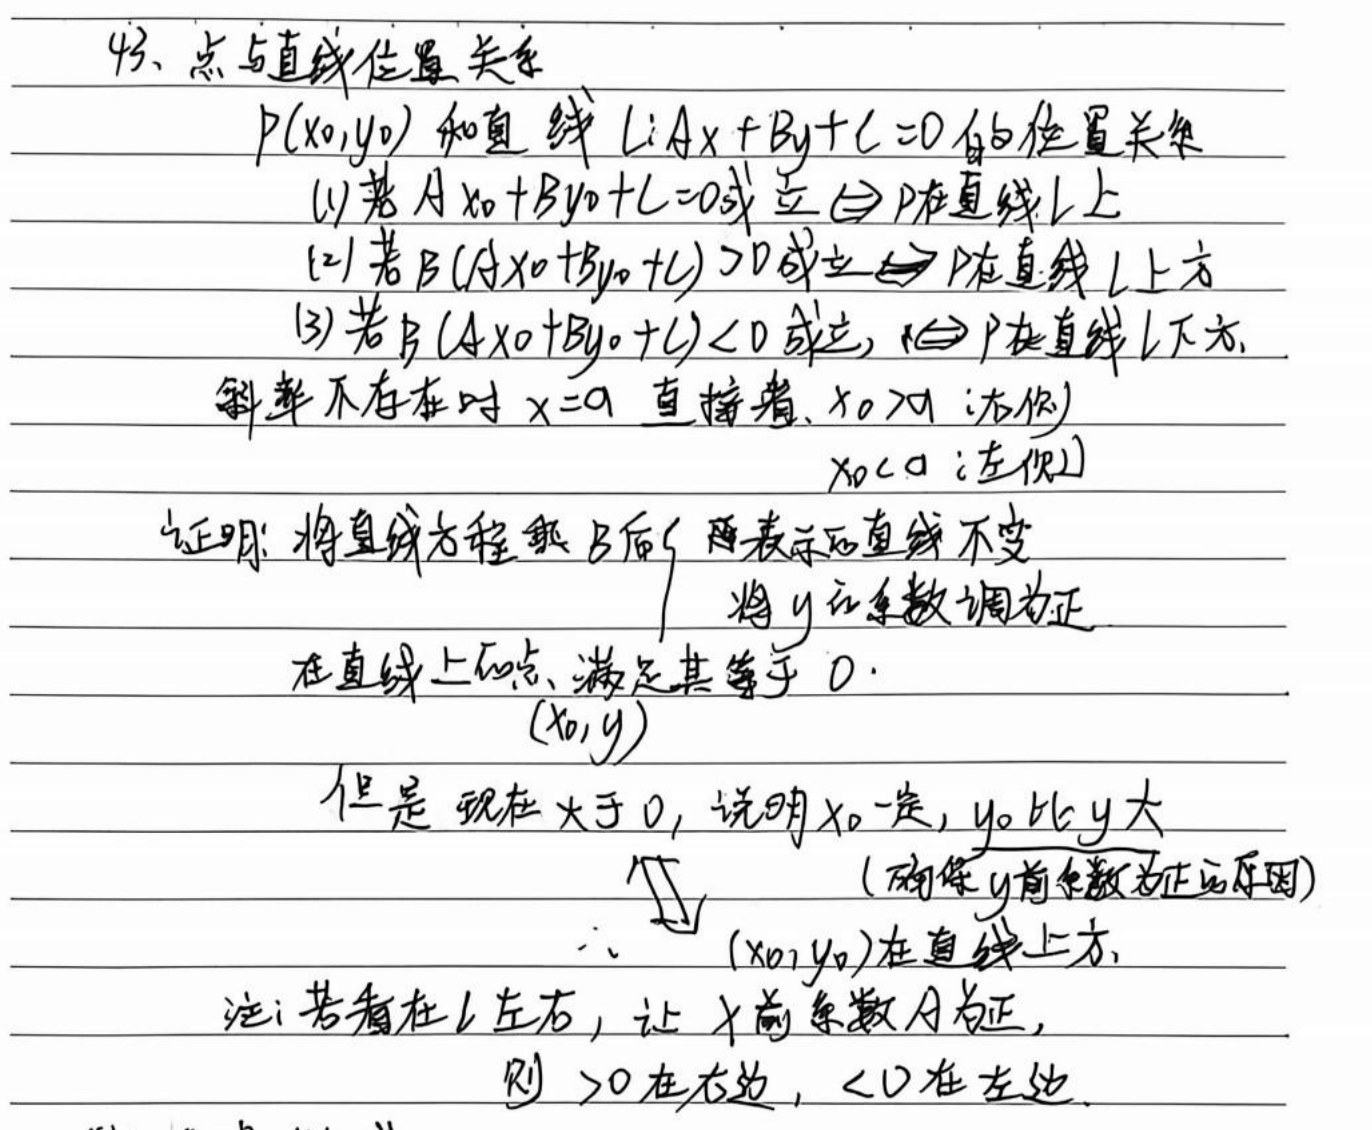 43、点与直线位置关系
P(x₀,y₀) 和直线 L:Ax+By+C=0 的位置关系
(1) 若 Ax₀+By₀+C=0成立 ⇔ P在直线L上
(2) 若 B(Ax₀+By₀+C)>0成立 ⇔ P在直线L上方
(3) 若 B(Ax₀+By₀+C)<0成立, ⇔ P在直线L下方.
斜率不存在时 x=a 直接看. x₀>a :右侧
x₀<a :左侧
证明: 将直线方程乘B后{ 所表示的直线不变
将y的系数调为正
在直线上的点、满足其等于0.
(x₀,y)
但是现在大于0, 说明x₀一定, y₀比y大
(确保y前系数为正的原因)
∴ (x₀,y₀)在直线上方.
注: 若看在L左右, 让x前系数A为正,
则 >0在右边, <0在左边.